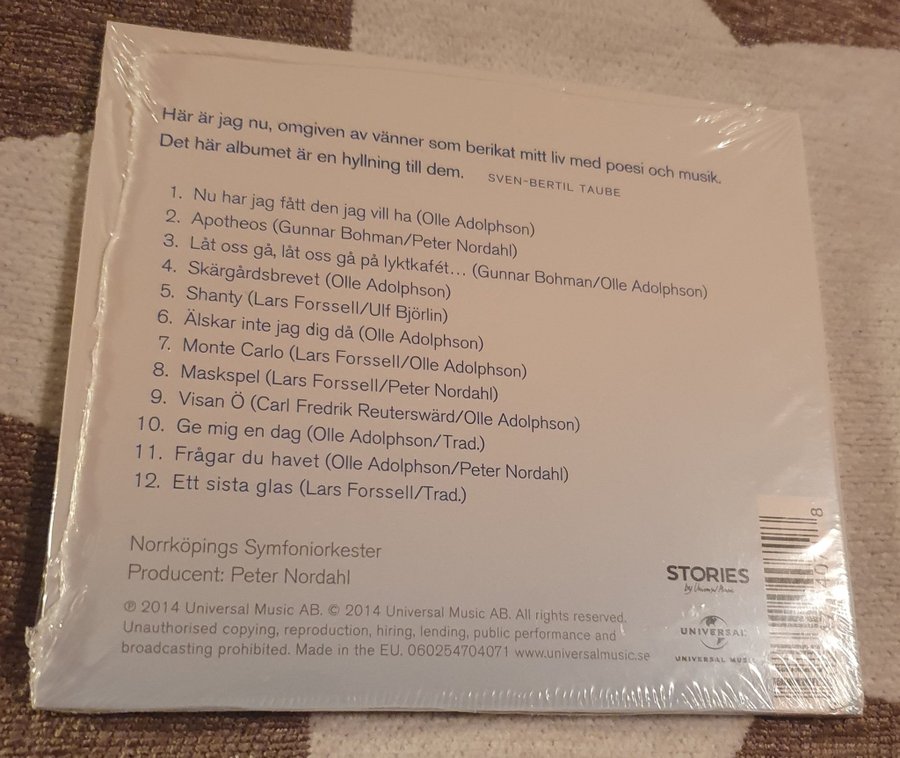 Här är jag nu, omgiven av vänner som berikat mitt liv med poesi och musik.
Det här albumet är en hyllning till dem. SVEN-BERTIL TAUBE
1. Nu har jag fått den jag vill ha (Olle Adolphson)
2. Apotheos (Gunnar Bohman/Peter Nordahl)
3. Låt oss gå, låt oss gå på lyktkafét... (Gunnar Bohman/Olle Adolphson)
4. Skärgårdsbrevet (Olle Adolphson)
5. Shanty (Lars Forssell/Ulf Björlin)
6. Älskar inte jag dig då (Olle Adolphson)
7. Monte Carlo (Lars Forssell/Olle Adolphson)
8. Maskspel (Lars Forssell/Peter Nordahl)
9. Visan Ö (Carl Fredrik Reuterswärd/Olle Adolphson)
10. Ge mig en dag (Olle Adolphson/Trad.)
11. Frågar du havet (Olle Adolphson/Peter Nordahl)
12. Ett sista glas (Lars Forssell/Trad.)
Norrköpings Symfoniorkester
Producent: Peter Nordahl
℗ 2014 Universal Music AB. © 2014 Universal Music AB. All rights reserved.
Unauthorised copying, reproduction, hiring, lending, public performance and
broadcasting prohibited. Made in the EU. 060254704071 www.universalmusic.se
STORIES
by Universal Music
UNIVERSAL
UNIVERSAL MUSIC